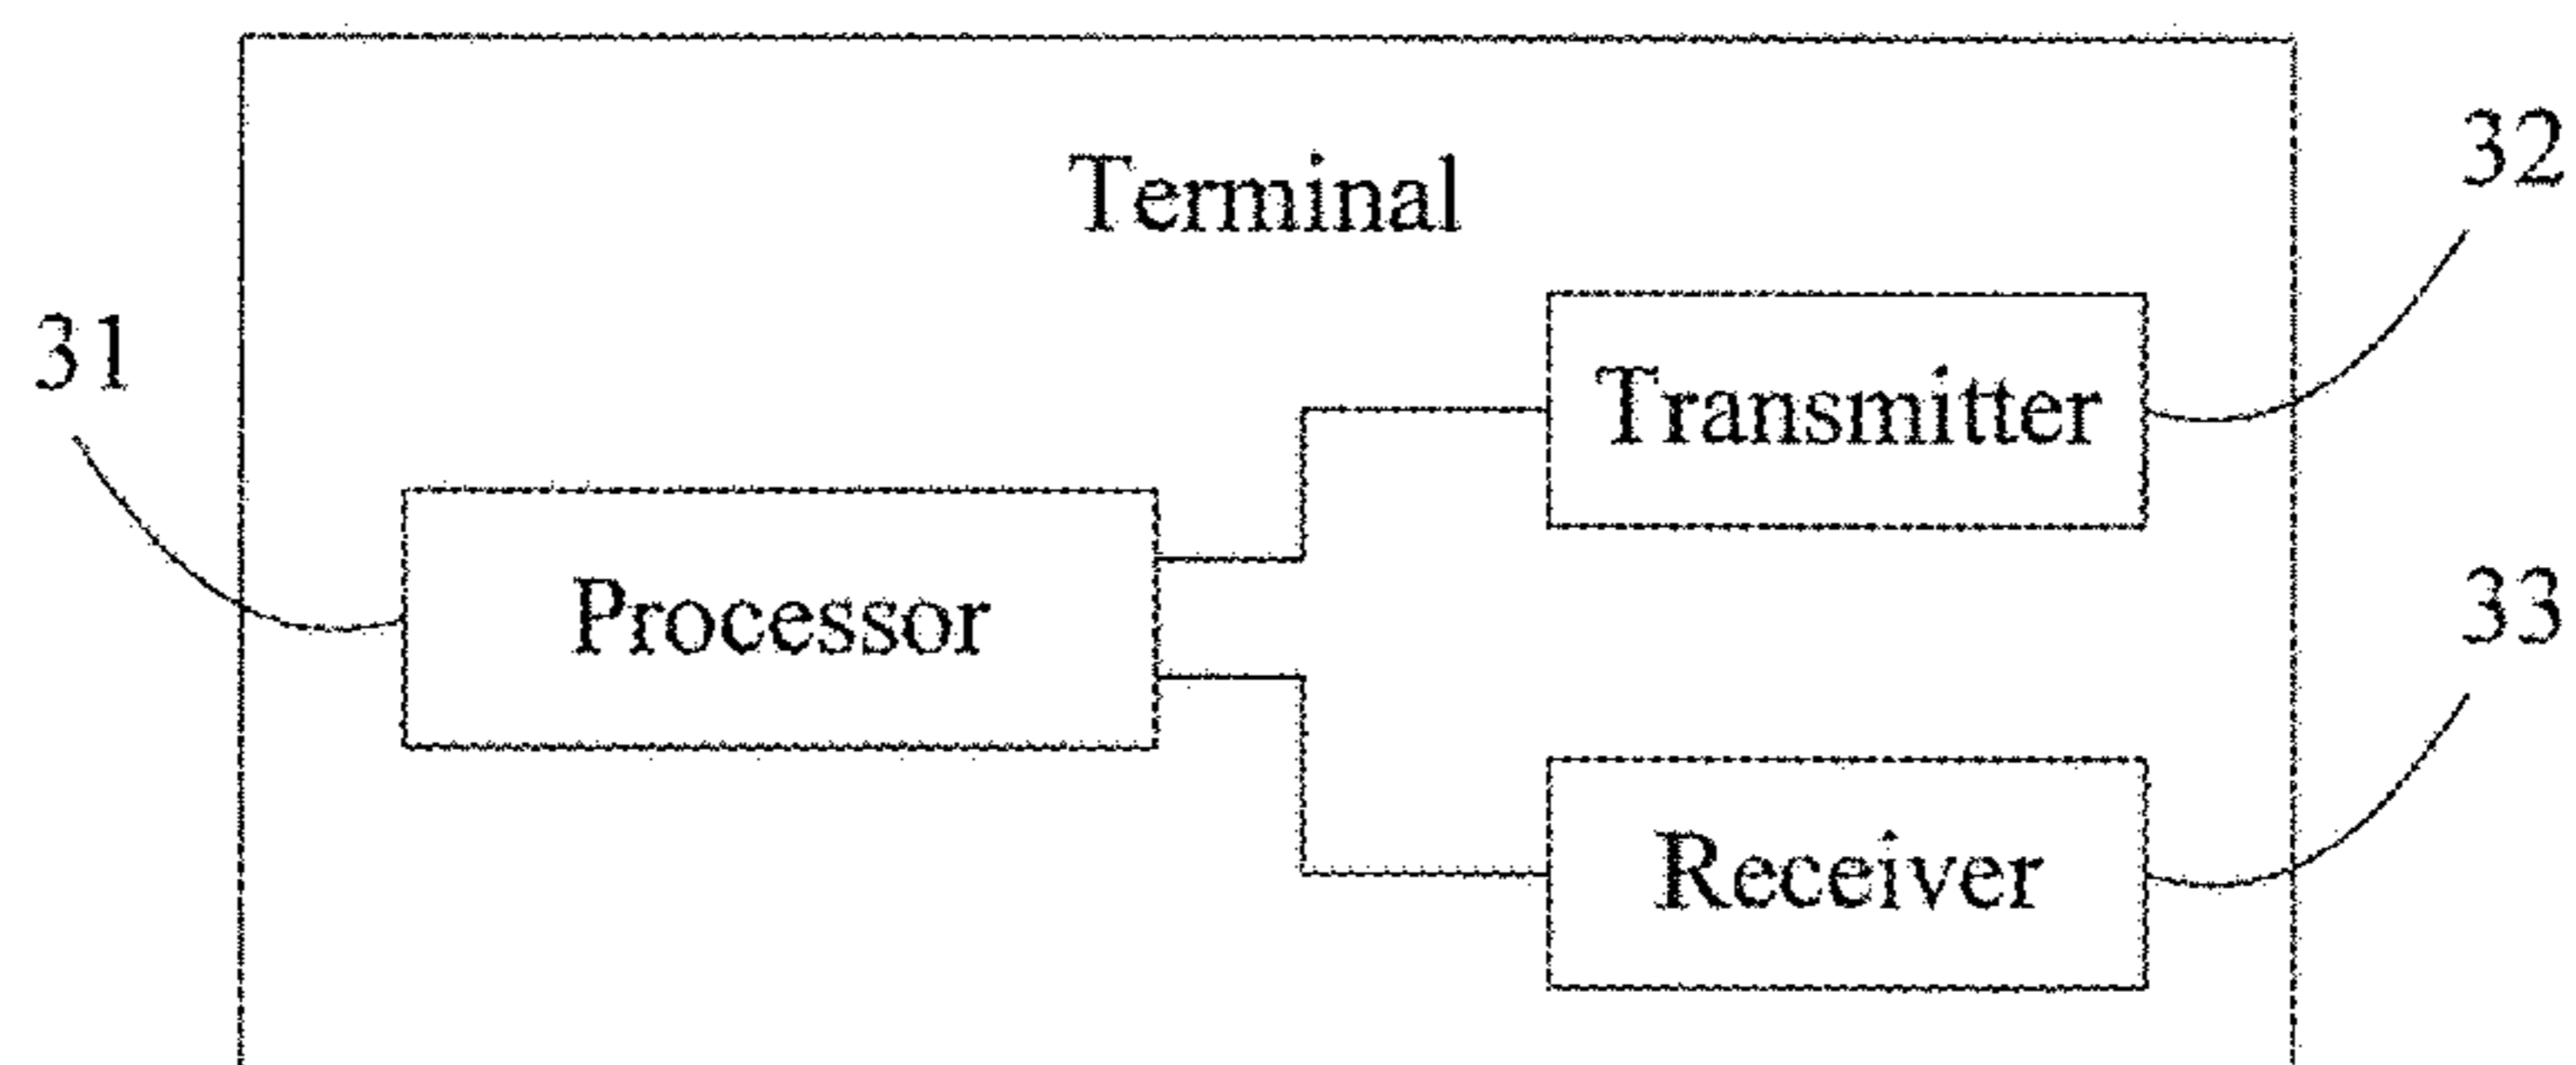 Terminal
32
31
Transmitter
Processor
33
Receiver